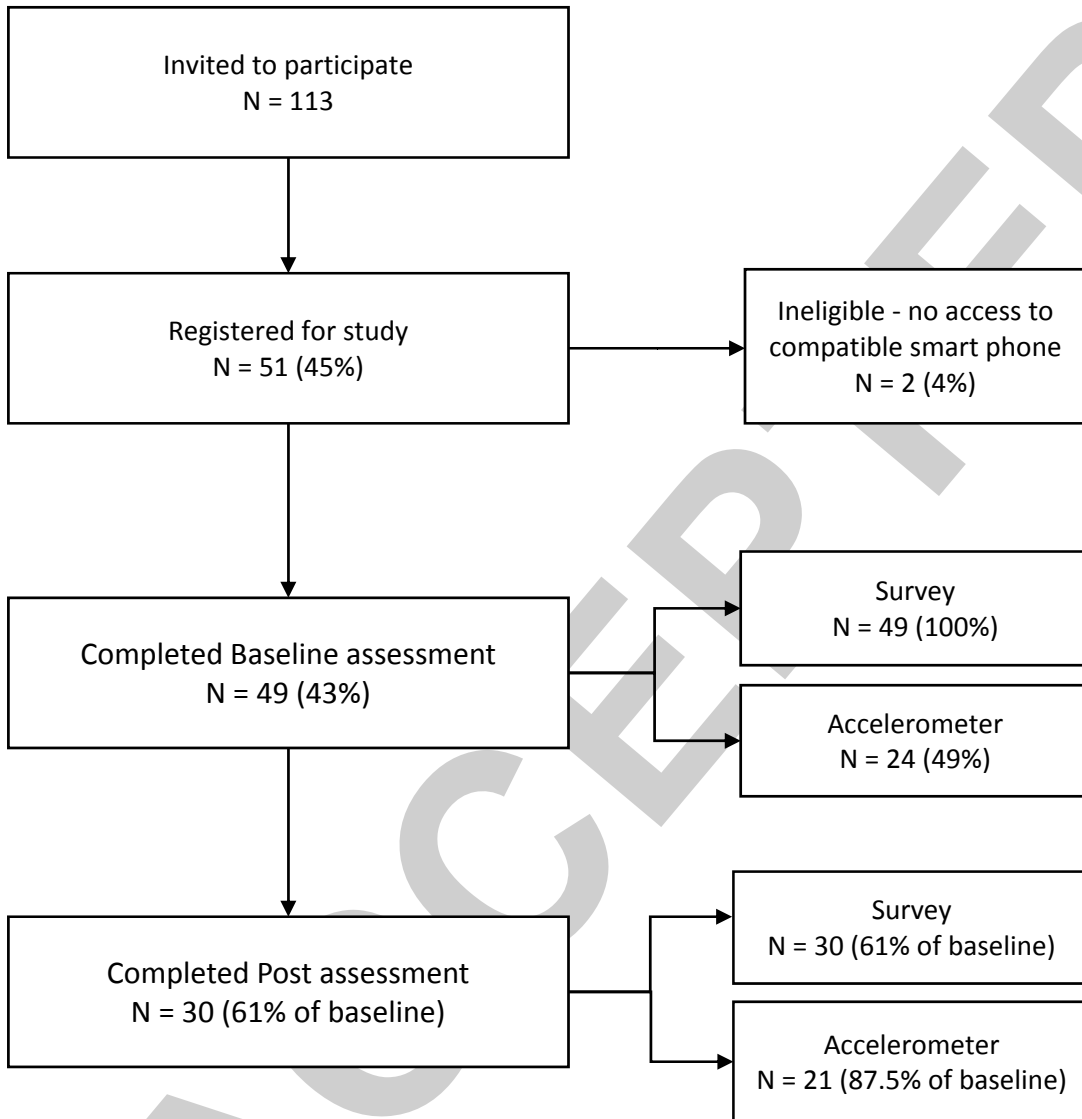 Invited to participate
N = 113
Registered for study
N = 51 (45%)
Ineligible - no access to
compatible smart phone
N = 2 (4%)
Completed Baseline assessment
N = 49 (43%)
Survey
N = 49 (100%)
Accelerometer
N = 24 (49%)
Completed Post assessment
N = 30 (61% of baseline)
Survey
N = 30 (61% of baseline)
Accelerometer
N = 21 (87.5% of baseline)
ACCEPTED